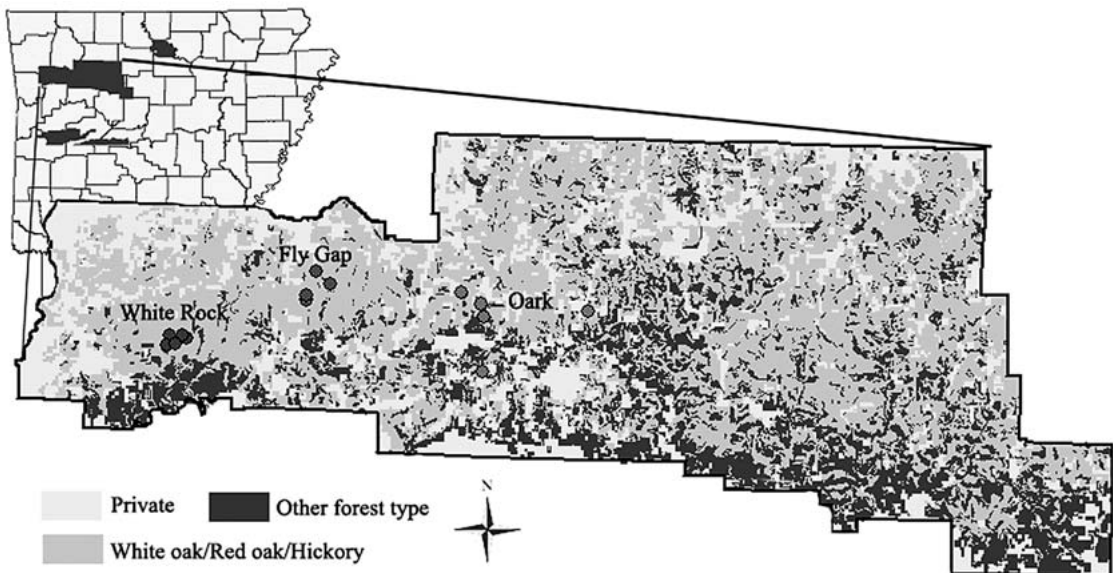 Fly Gap
Oark
White Rock
N
Private
Other forest type
White oak/Red oak/Hickory